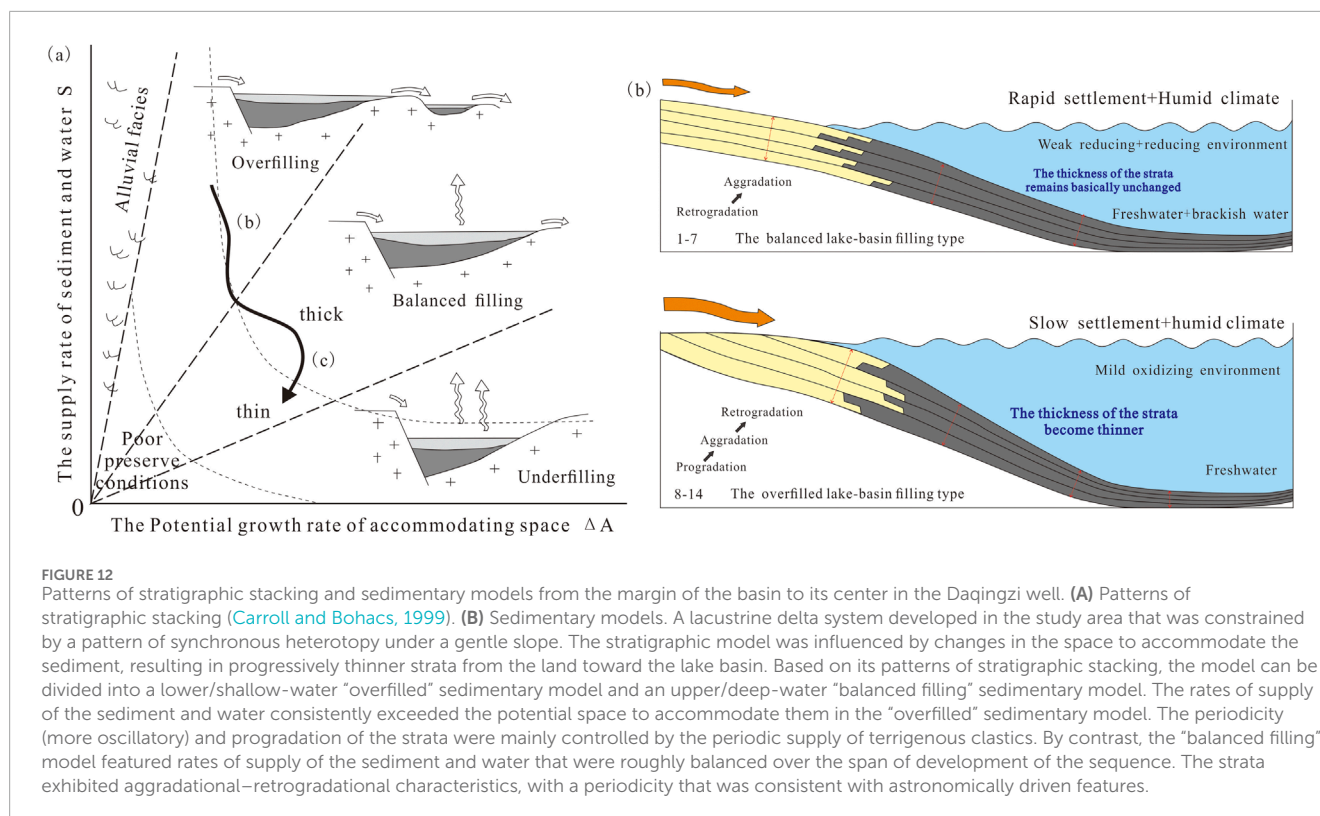 (a)
The supply rate of sediment and water S
Alluvial facies
Overfilling
(b)
Balanced filling
thick
(c)
thin
Poor
preserve
conditions
Underfilling
0
The Potential growth rate of accommodating space ΔA
(b)
Rapid settlement+Humid climate
Weak reducing+reducing environment
The thickness of the strata
remains basically unchanged
Aggradation
Retrogradation
Freshwater+brackish water
1-7 The balanced lake-basin filling type
Slow settlement+humid climate
Mild oxidizing environment
The thickness of the strata
become thinner
Retrogradation
Aggradation
Progradation
Freshwater
8-14 The overfilled lake-basin filling type
FIGURE 12
Patterns of stratigraphic stacking and sedimentary models from the margin of the basin to its center in the Daqingzi well. (A) Patterns of
stratigraphic stacking (Carroll and Bohacs, 1999). (B) Sedimentary models. A lacustrine delta system developed in the study area that was constrained
by a pattern of synchronous heterotopy under a gentle slope. The stratigraphic model was influenced by changes in the space to accommodate the
sediment, resulting in progressively thinner strata from the land toward the lake basin. Based on its patterns of stratigraphic stacking, the model can be
divided into a lower/shallow-water “overfilled” sedimentary model and an upper/deep-water “balanced filling” sedimentary model. The rates of supply
of the sediment and water consistently exceeded the potential space to accommodate them in the “overfilled” sedimentary model. The periodicity
(more oscillatory) and progradation of the strata were mainly controlled by the periodic supply of terrigenous clastics. By contrast, the “balanced filling”
model featured rates of supply of the sediment and water that were roughly balanced over the span of development of the sequence. The strata
exhibited aggradational–retrogradational characteristics, with a periodicity that was consistent with astronomically driven features.